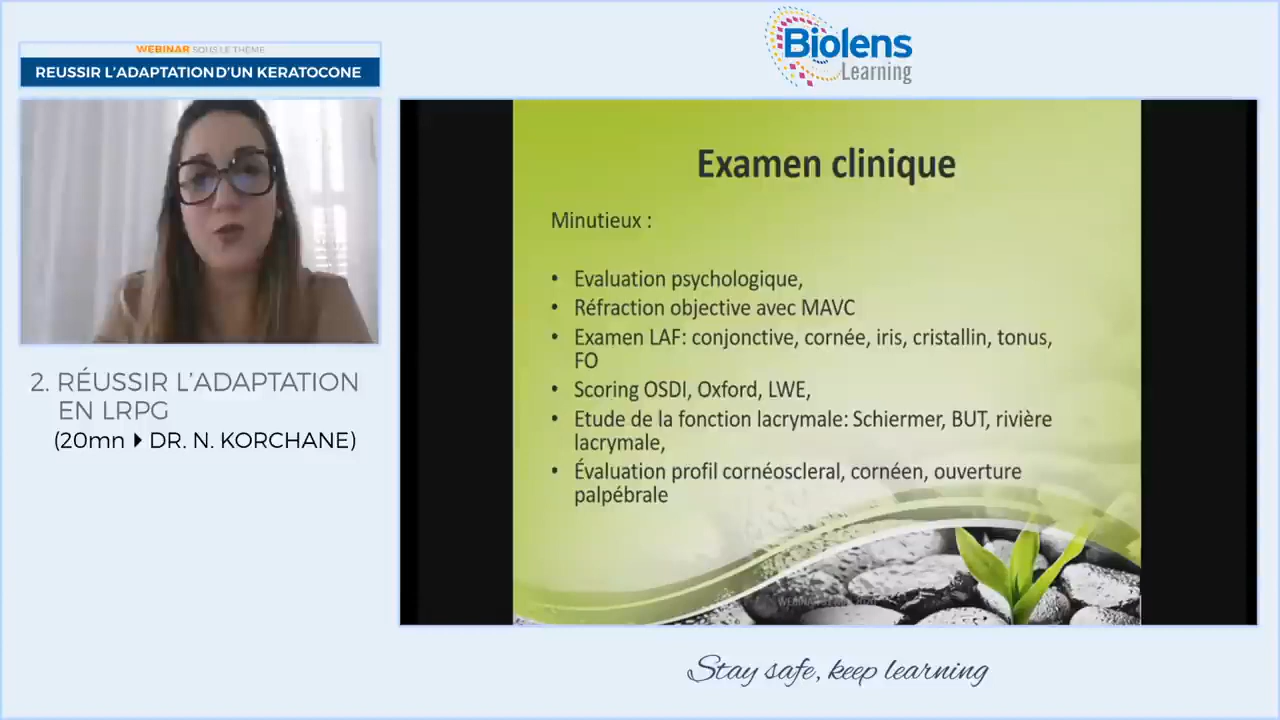 WEBINAR SOUS LE THÈME
REUSSIR L'ADAPTATION D'UN KERATOCONE
Biolens
Learning
2. RÉUSSIR L'ADAPTATION
EN LRPG
(20mn DR. N. KORCHANE)
Examen clinique
Minutieux :
• Evaluation psychologique,
• Réfraction objective avec MAVC
• Examen LAF: conjonctive, cornée, iris, cristallin, tonus,
FO
• Scoring OSDI, Oxford, LWE,
• Etude de la fonction lacrymale: Schiermer, BUT, rivière
lacrymale,
• Évaluation profil cornéoscleral, cornéen, ouverture
palpébrale
Stay safe, keep learning